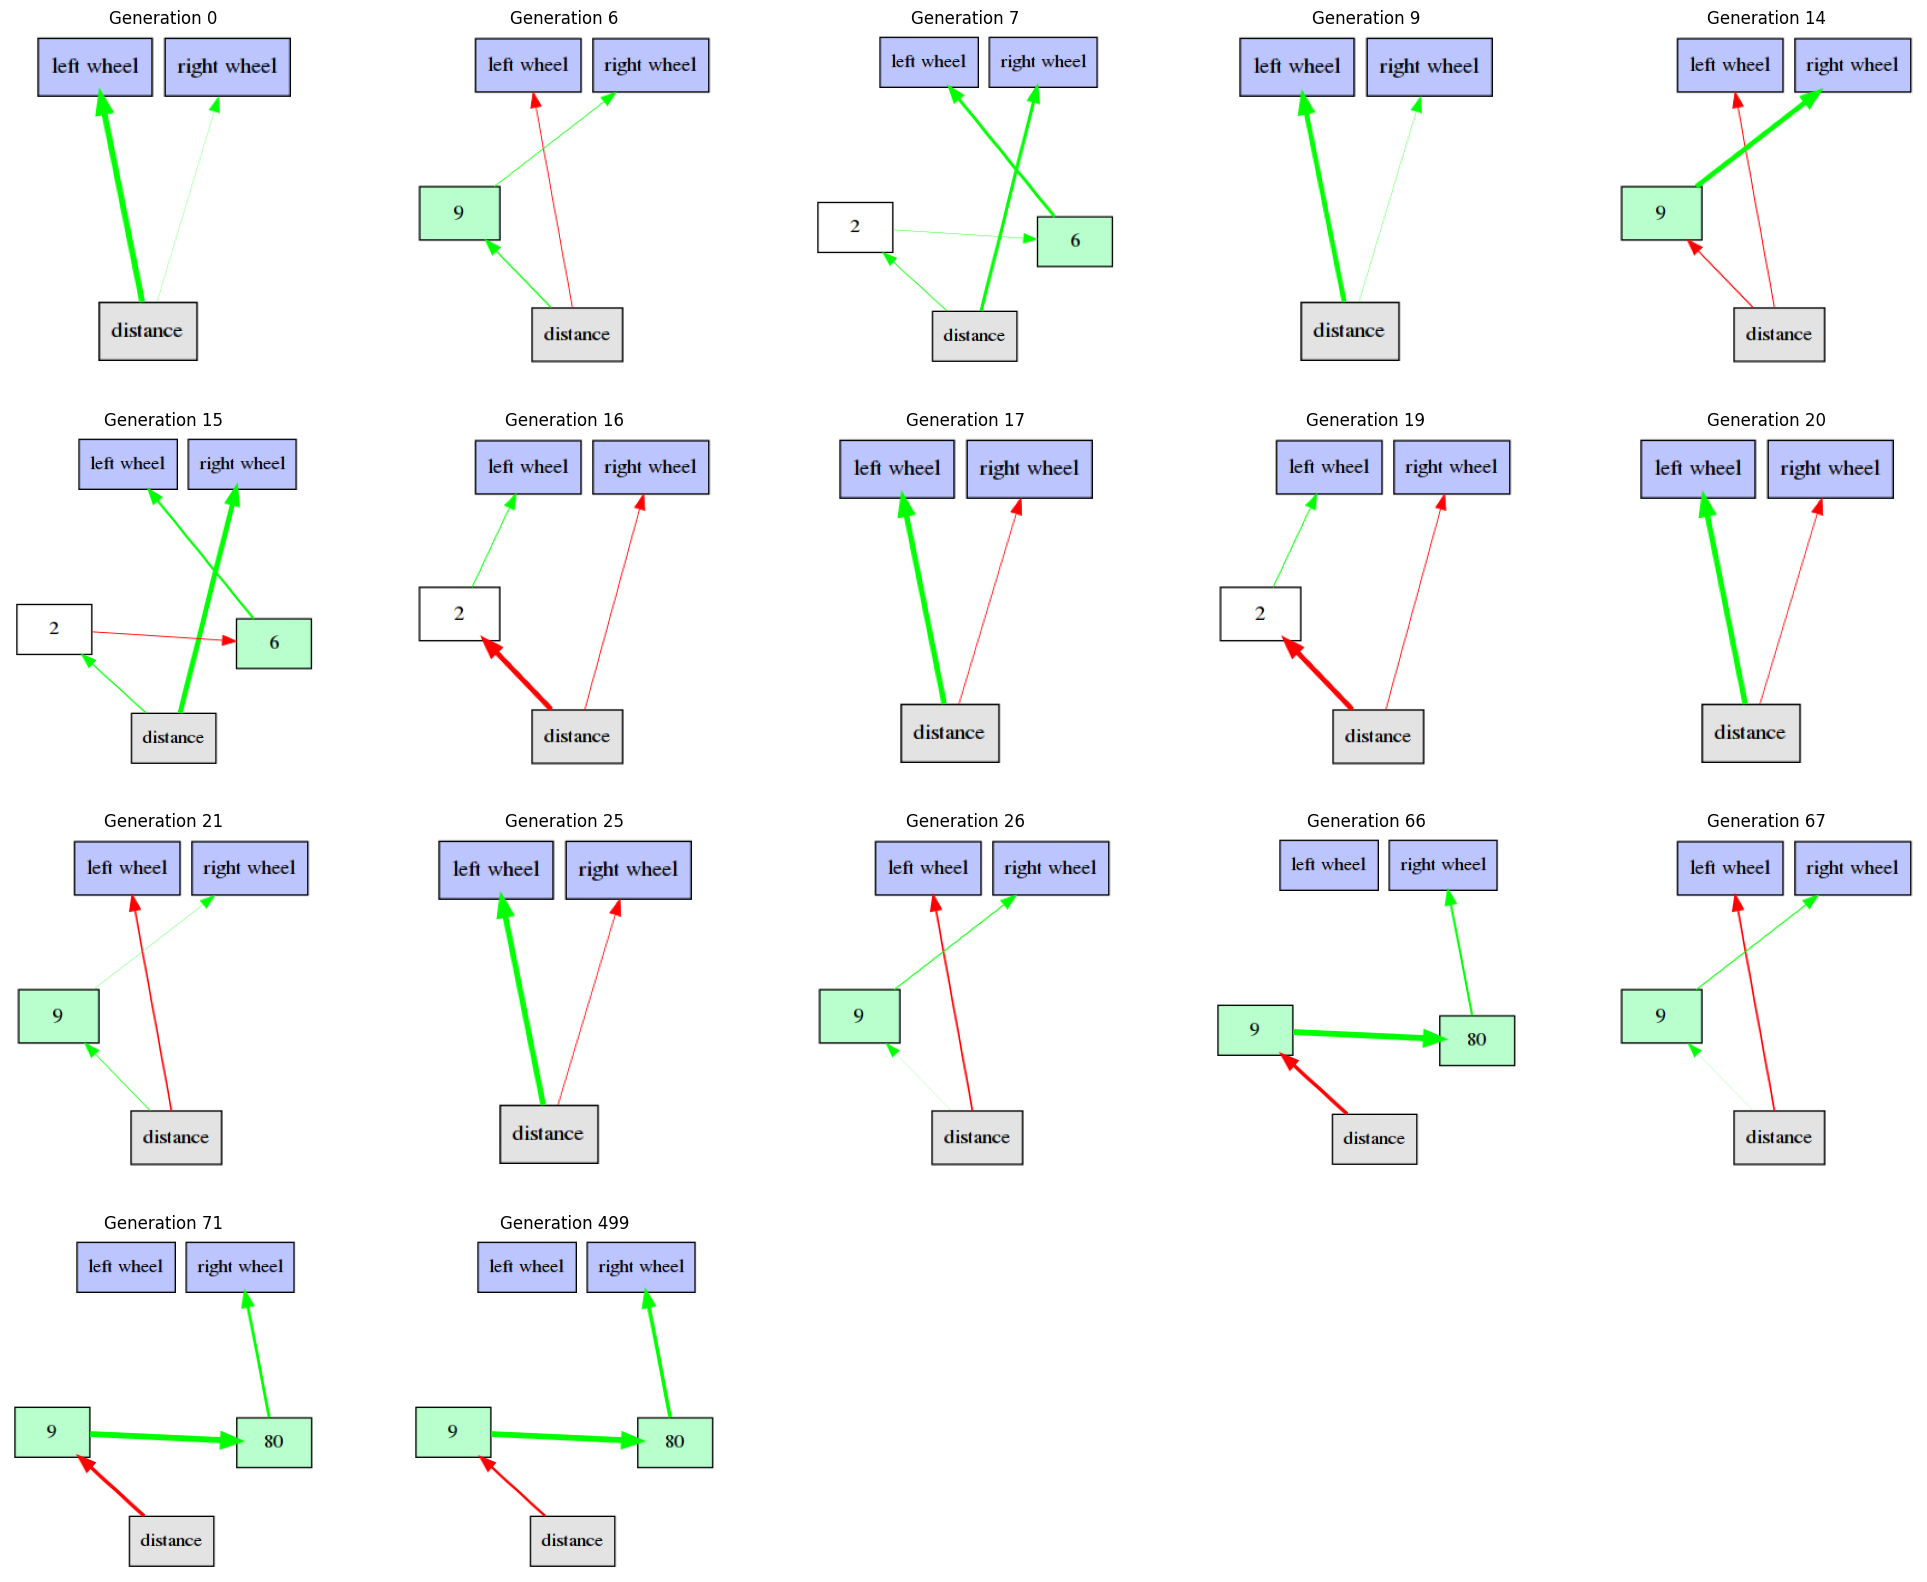 Generation 0
left wheel
right wheel
distance
Generation 6
left wheel
right wheel
9
distance
Generation 7
left wheel
right wheel
2
6
distance
Generation 9
left wheel
right wheel
distance
Generation 14
left wheel
right wheel
9
distance
Generation 15
left wheel
right wheel
2
6
distance
Generation 16
left wheel
right wheel
2
distance
Generation 17
left wheel
right wheel
distance
Generation 19
left wheel
right wheel
2
distance
Generation 20
left wheel
right wheel
distance
Generation 21
left wheel
right wheel
9
distance
Generation 25
left wheel
right wheel
distance
Generation 26
left wheel
right wheel
9
distance
Generation 66
left wheel
right wheel
9
80
distance
Generation 67
left wheel
right wheel
9
distance
Generation 71
left wheel
right wheel
9
80
distance
Generation 499
left wheel
right wheel
9
80
distance